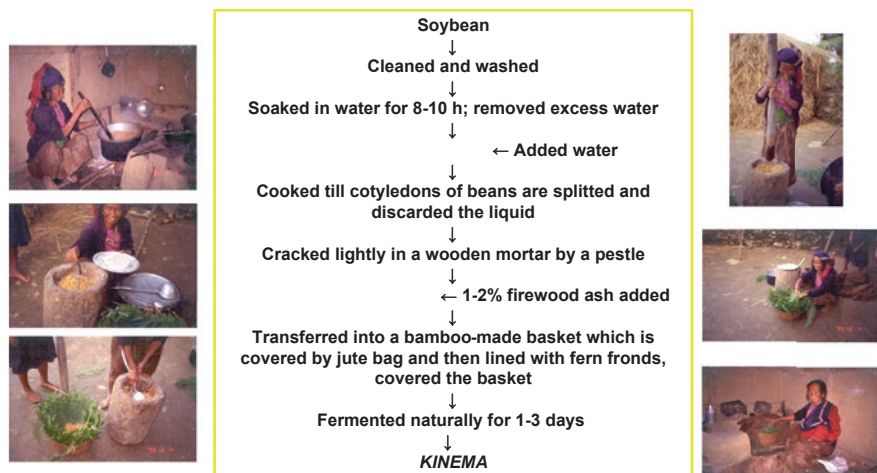 Soybean
↓
Cleaned and washed
↓
Soaked in water for 8-10 h; removed excess water
↓
← Added water
↓
Cooked till cotyledons of beans are splitted and
discarded the liquid
↓
Cracked lightly in a wooden mortar by a pestle
↓
← 1-2% firewood ash added
↓
Transferred into a bamboo-made basket which is
covered by jute bag and then lined with fern fronds,
covered the basket
↓
Fermented naturally for 1-3 days
↓
KINEMA